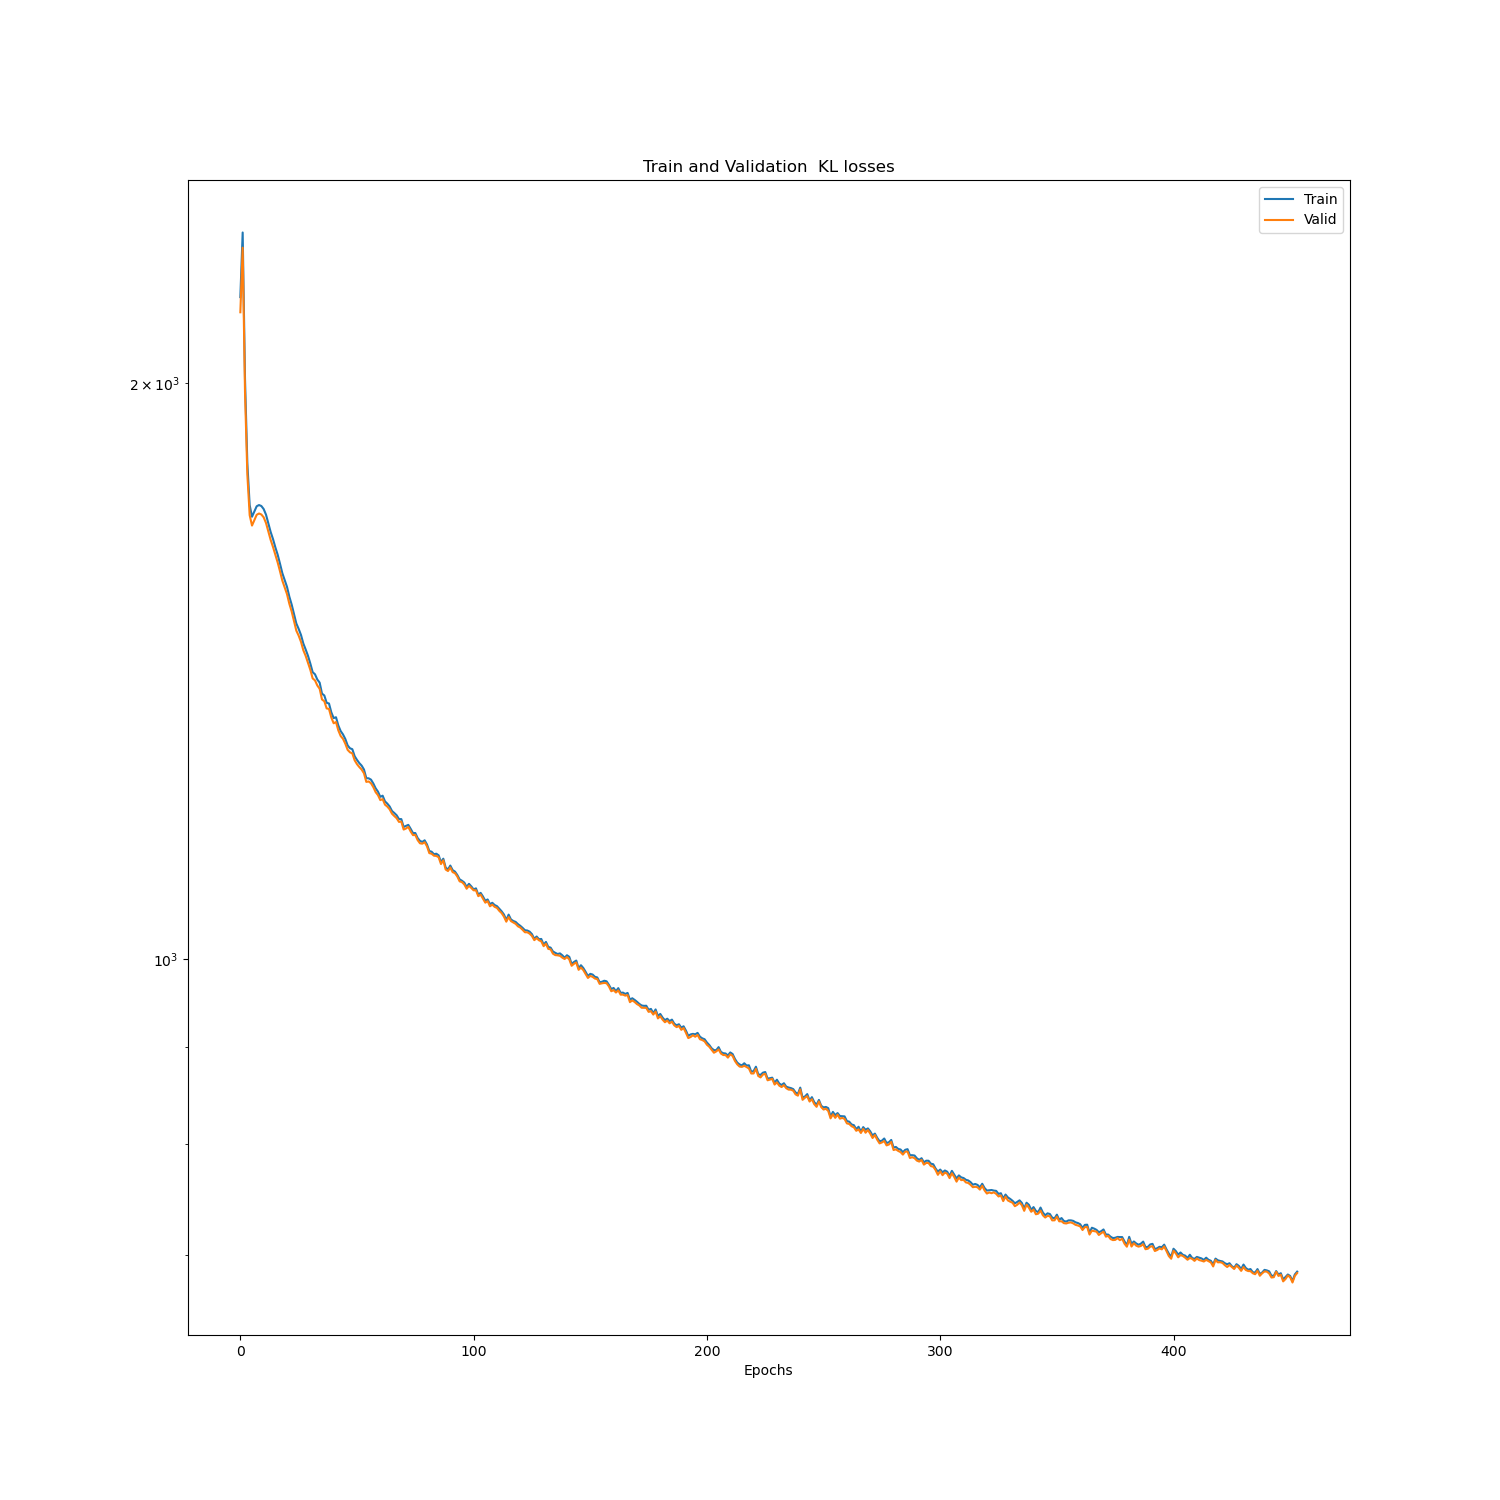 Train and Validation  KL losses
Train
Valid
2 × 10³
10³
0
100
200
300
400
Epochs